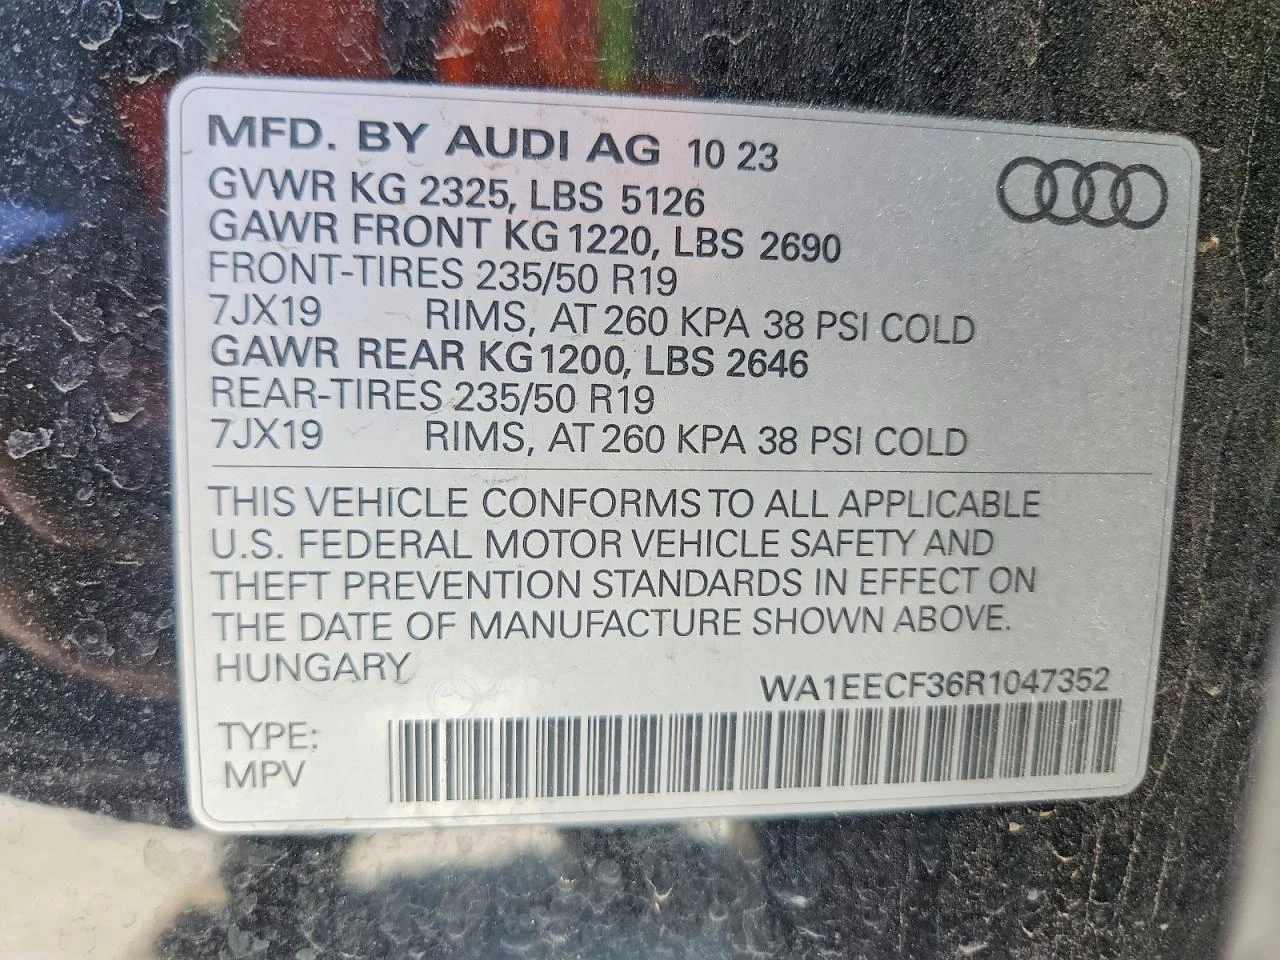 MFD. BY AUDI AG 10 23
GVWR KG 2325, LBS 5126
GAWR FRONT KG 1220, LBS 2690
FRONT-TIRES 235/50 R19
7JX19 RIMS, AT 260 KPA 38 PSI COLD
GAWR REAR KG 1200, LBS 2646
REAR-TIRES 235/50 R19
7JX19 RIMS, AT 260 KPA 38 PSI COLD
THIS VEHICLE CONFORMS TO ALL APPLICABLE
U.S. FEDERAL MOTOR VEHICLE SAFETY AND
THEFT PREVENTION STANDARDS IN EFFECT ON
THE DATE OF MANUFACTURE SHOWN ABOVE.
HUNGARY
WA1EECF36R1047352
TYPE:
MPV